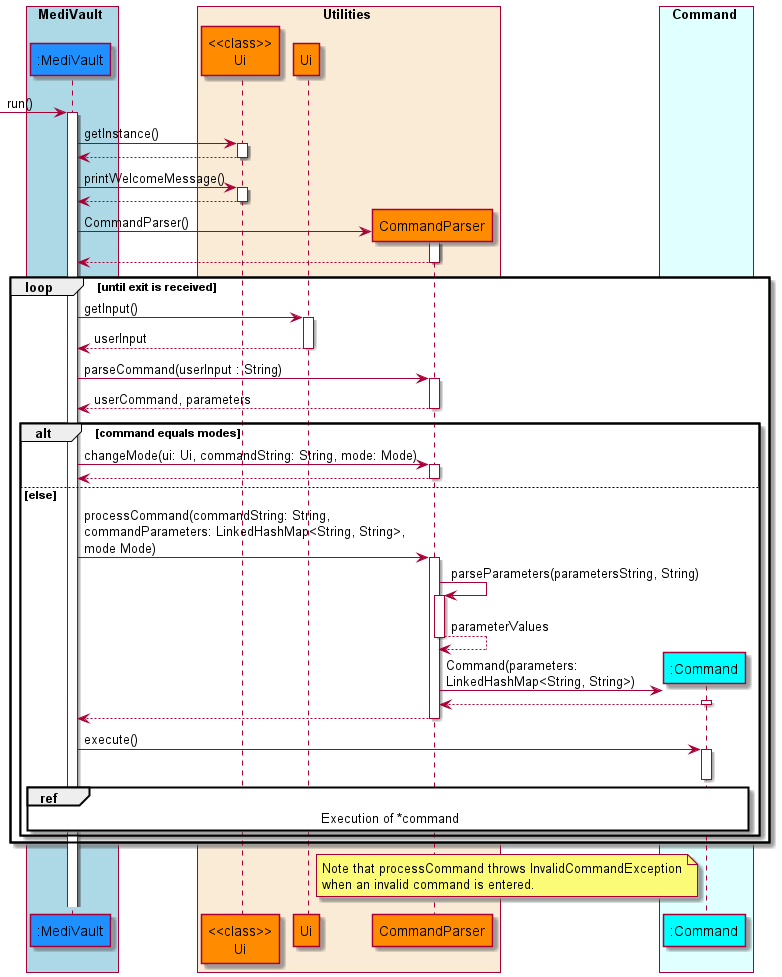 MediVault
Utilities
Command
:MediVault
<<class>>
Ui
Ui
run()
getInstance()
printWelcomeMessage()
CommandParser()
CommandParser
loop
[until exit is received]
getInput()
userInput
parseCommand(userInput : String)
userCommand, parameters
alt
[command equals modes]
changeMode(ui: Ui, commandString: String, mode: Mode)
[else]
processCommand(commandString: String,
commandParameters: LinkedHashMap<String, String>,
mode Mode)
parseParameters(parametersString, String)
parameterValues
Command(parameters:
LinkedHashMap<String, String>)
:Command
execute()
ref
Execution of *command
Note that processCommand throws InvalidCommandException
when an invalid command is entered.
:MediVault
<<class>>
Ui
Ui
CommandParser
:Command